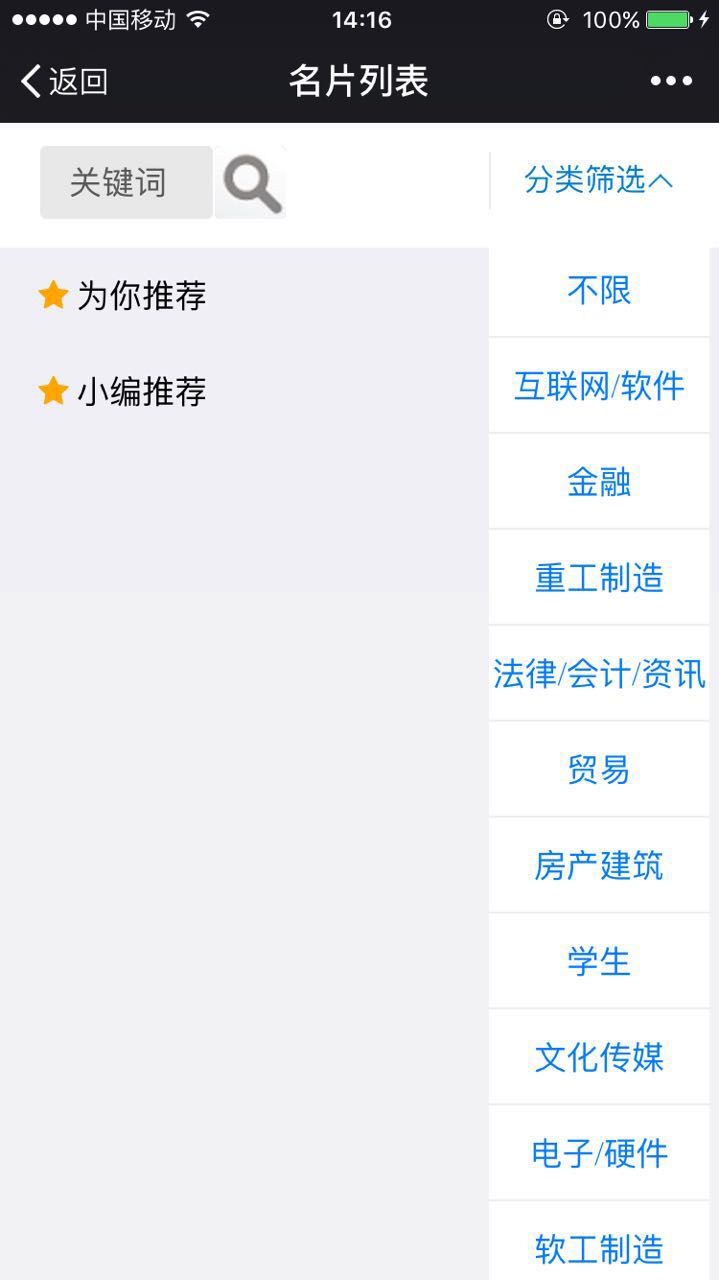 中国移动 14:16 100%
返回 名片列表
关键词 分类筛选
为你推荐
小编推荐
不限
互联网/软件
金融
重工制造
法律/会计/资讯
贸易
房产建筑
学生
文化传媒
电子/硬件
软工制造